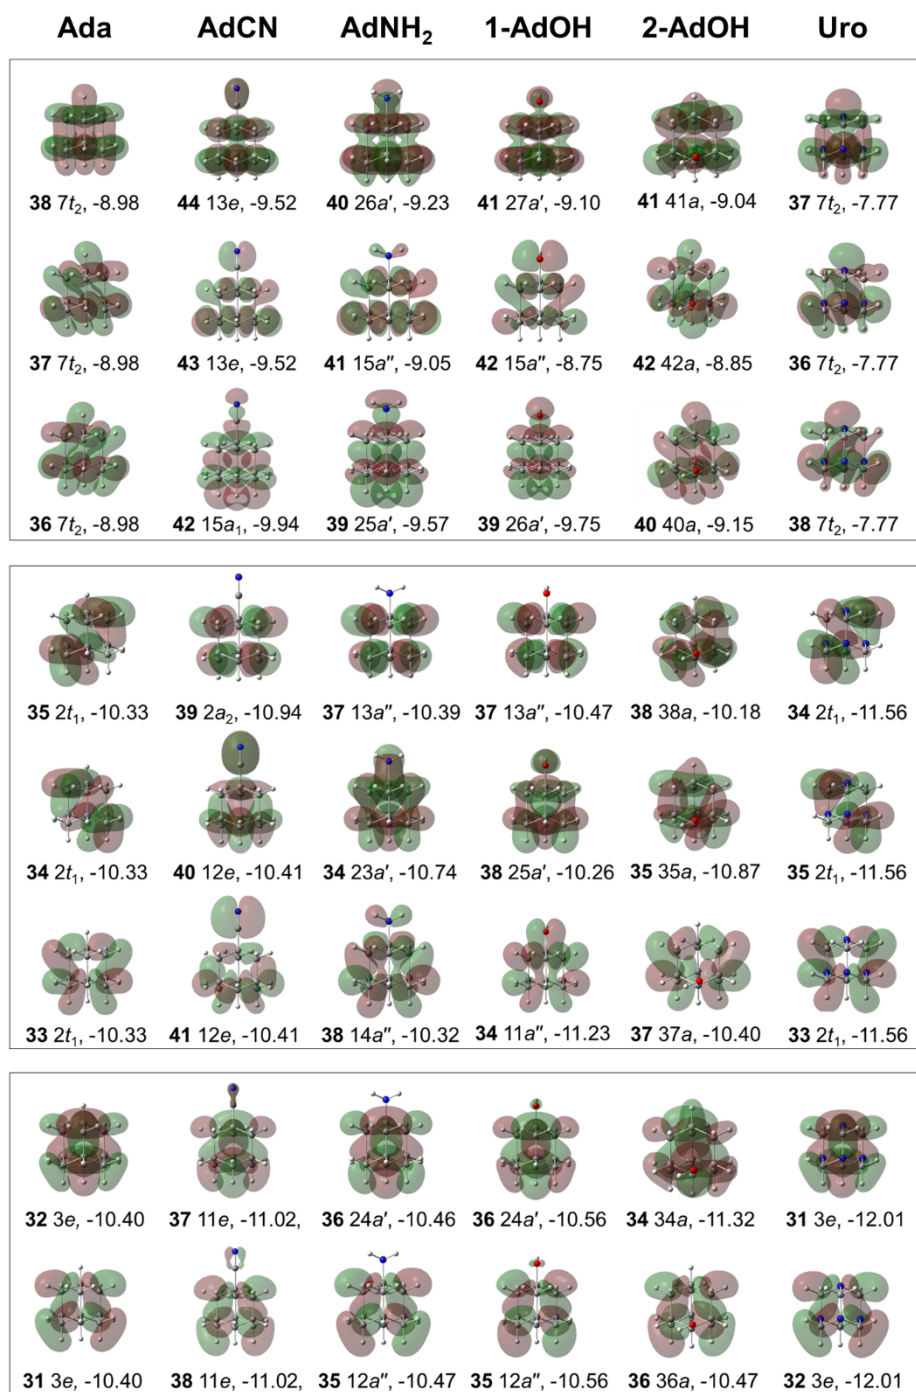 Ada AdCN AdNH₂ 1-AdOH 2-AdOH Uro
38 7t₂, -8.98 44 13e, -9.52 40 26a′, -9.23 41 27a′, -9.10 41 41a, -9.04 37 7t₂, -7.77
37 7t₂, -8.98 43 13e, -9.52 41 15a″, -9.05 42 15a″, -8.75 42 42a, -8.85 36 7t₂, -7.77
36 7t₂, -8.98 42 15a₁, -9.94 39 25a′, -9.57 39 26a′, -9.75 40 40a, -9.15 38 7t₂, -7.77
35 2t₁, -10.33 39 2a₂, -10.94 37 13a″, -10.39 37 13a″, -10.47 38 38a, -10.18 34 2t₁, -11.56
34 2t₁, -10.33 40 12e, -10.41 34 23a′, -10.74 38 25a′, -10.26 35 35a, -10.87 35 2t₁, -11.56
33 2t₁, -10.33 41 12e, -10.41 38 14a″, -10.32 34 11a″, -11.23 37 37a, -10.40 33 2t₁, -11.56
32 3e, -10.40 37 11e, -11.02, 36 24a′, -10.46 36 24a′, -10.56 34 34a, -11.32 31 3e, -12.01
31 3e, -10.40 38 11e, -11.02, 35 12a″, -10.47 35 12a″, -10.56 36 36a, -10.47 32 3e, -12.01